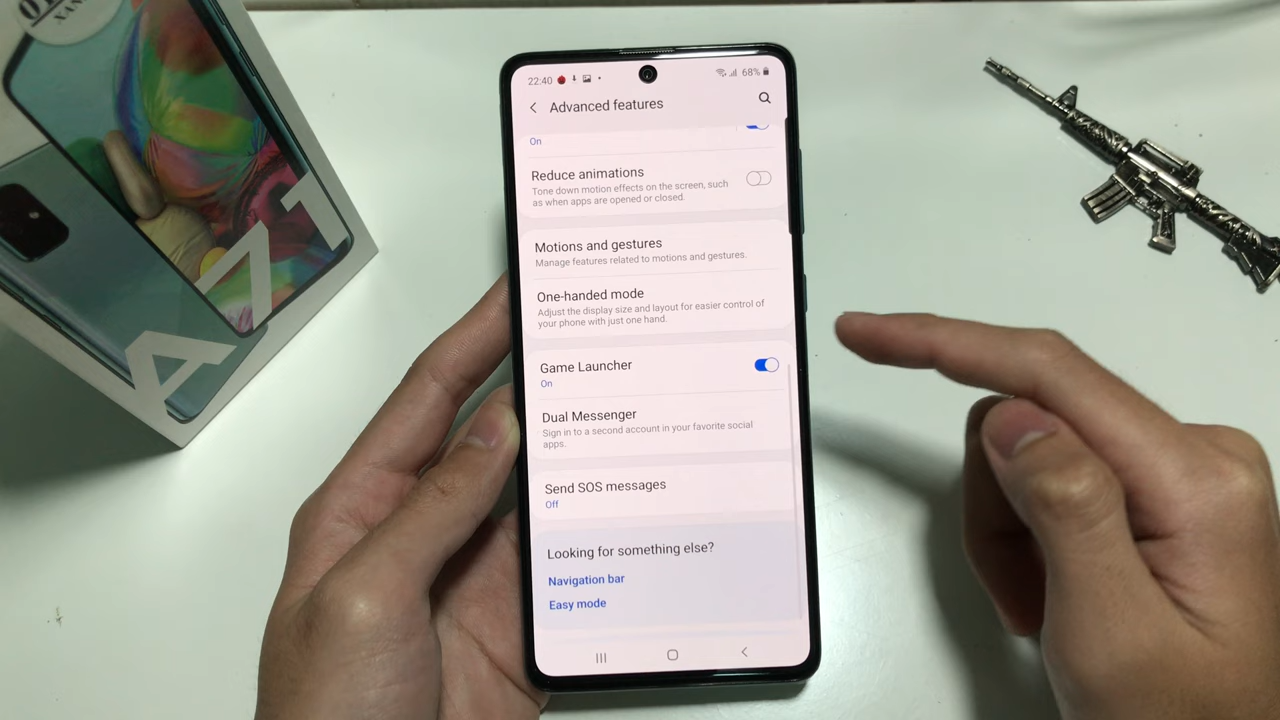 A71
22:40
68%
Advanced features
On
Reduce animations
Tone down motion effects on the screen, such
as when apps are opened or closed.
Motions and gestures
Manage features related to motions and gestures.
One-handed mode
Adjust the display size and layout for easier control of
your phone with just one hand.
Game Launcher
On
Dual Messenger
Sign in to a second account in your favorite social
apps.
Send SOS messages
Off
Looking for something else?
Navigation bar
Easy mode